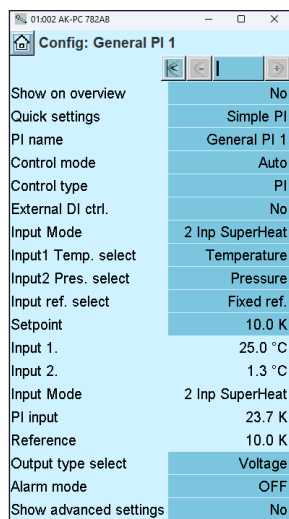 01:002 AK-PC 782AB
Config: General PI 1
Show on overview No
Quick settings Simple PI
PI name General PI 1
Control mode Auto
Control type PI
External DI ctrl. No
Input Mode 2 Inp SuperHeat
Input1 Temp. select Temperature
Input2 Pres. select Pressure
Input ref. select Fixed ref.
Setpoint 10.0 K
Input 1. 25.0 °C
Input 2. 1.3 °C
Input Mode 2 Inp SuperHeat
PI input 23.7 K
Reference 10.0 K
Output type select Voltage
Alarm mode OFF
Show advanced settings No